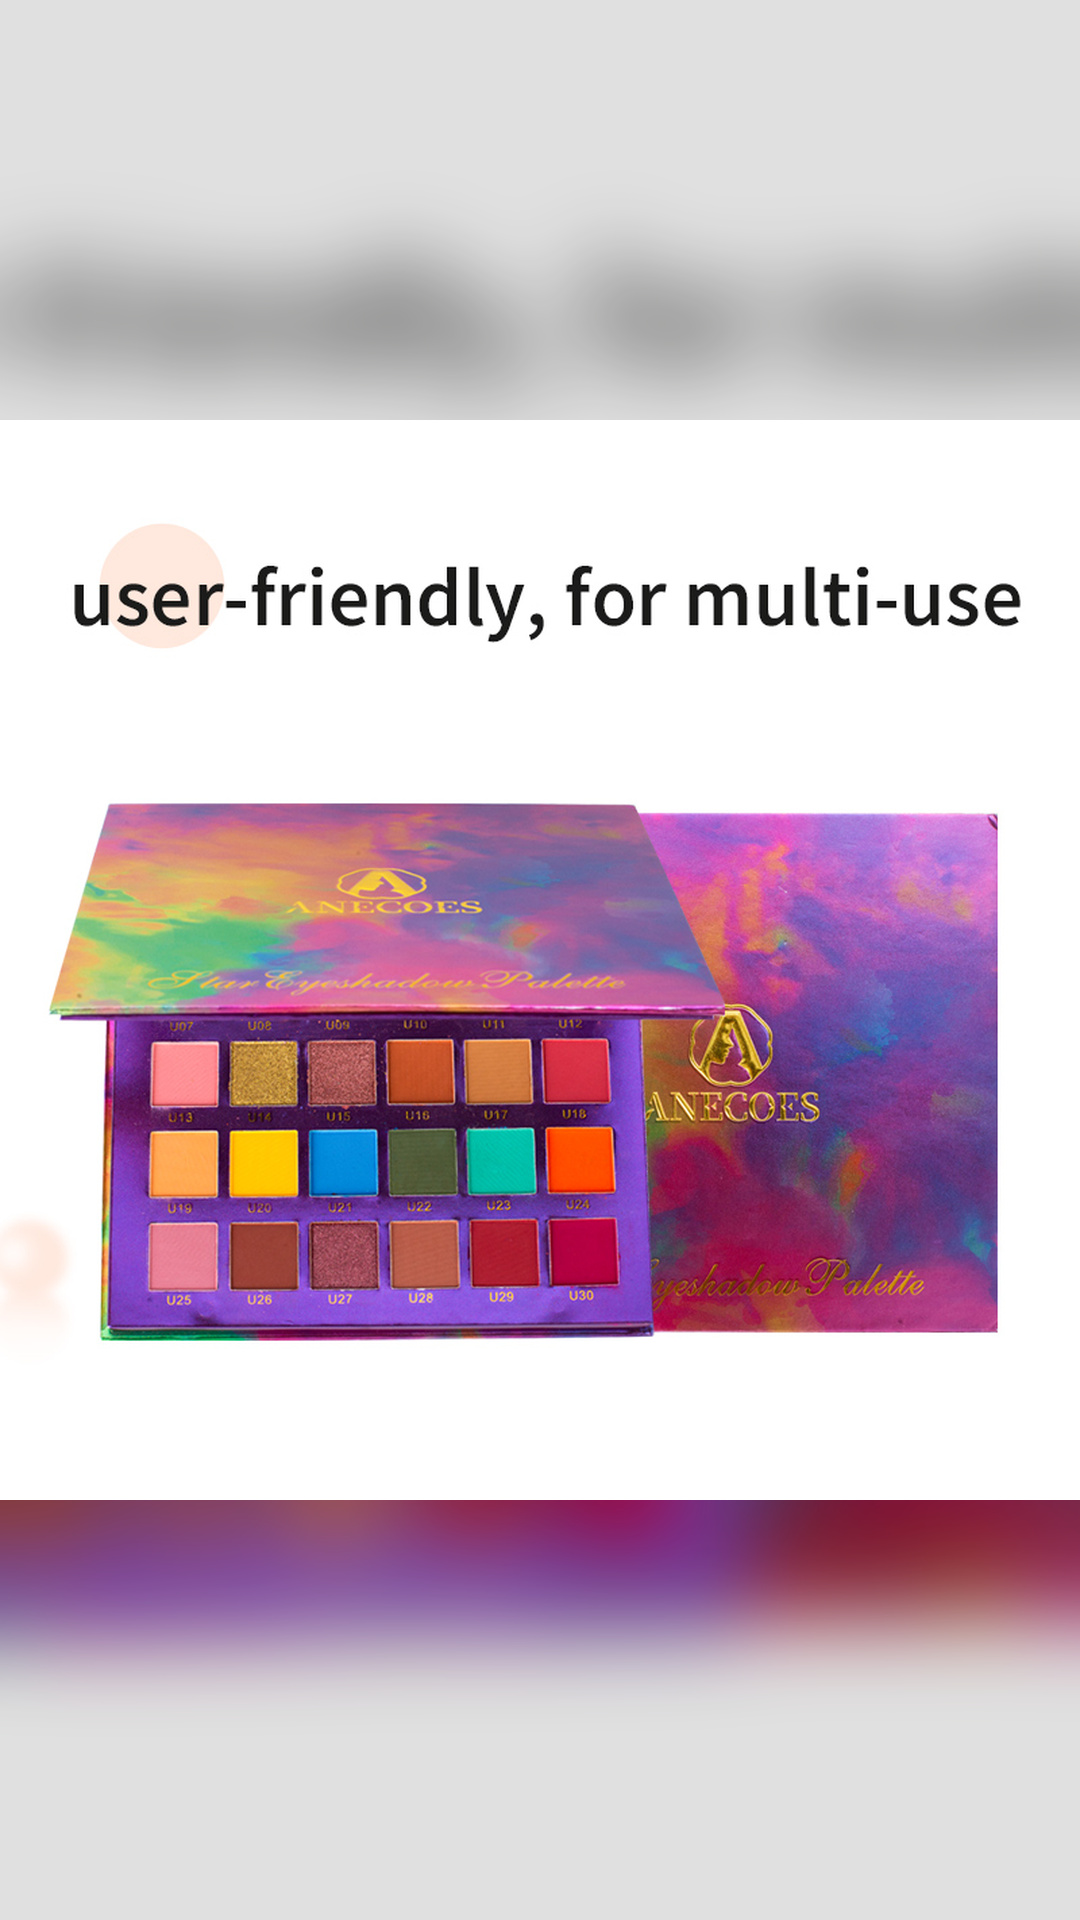 user-friendly, for multi-use
A
ANECOES
Star Eyeshadow Palette
U07 U08 U09 U10 U11 U12
U13 U14 U15 U16 U17 U18
U19 U20 U21 U22 U23 U24
U25 U26 U27 U28 U29 U30
A
ANECOES
yeshadow Palette